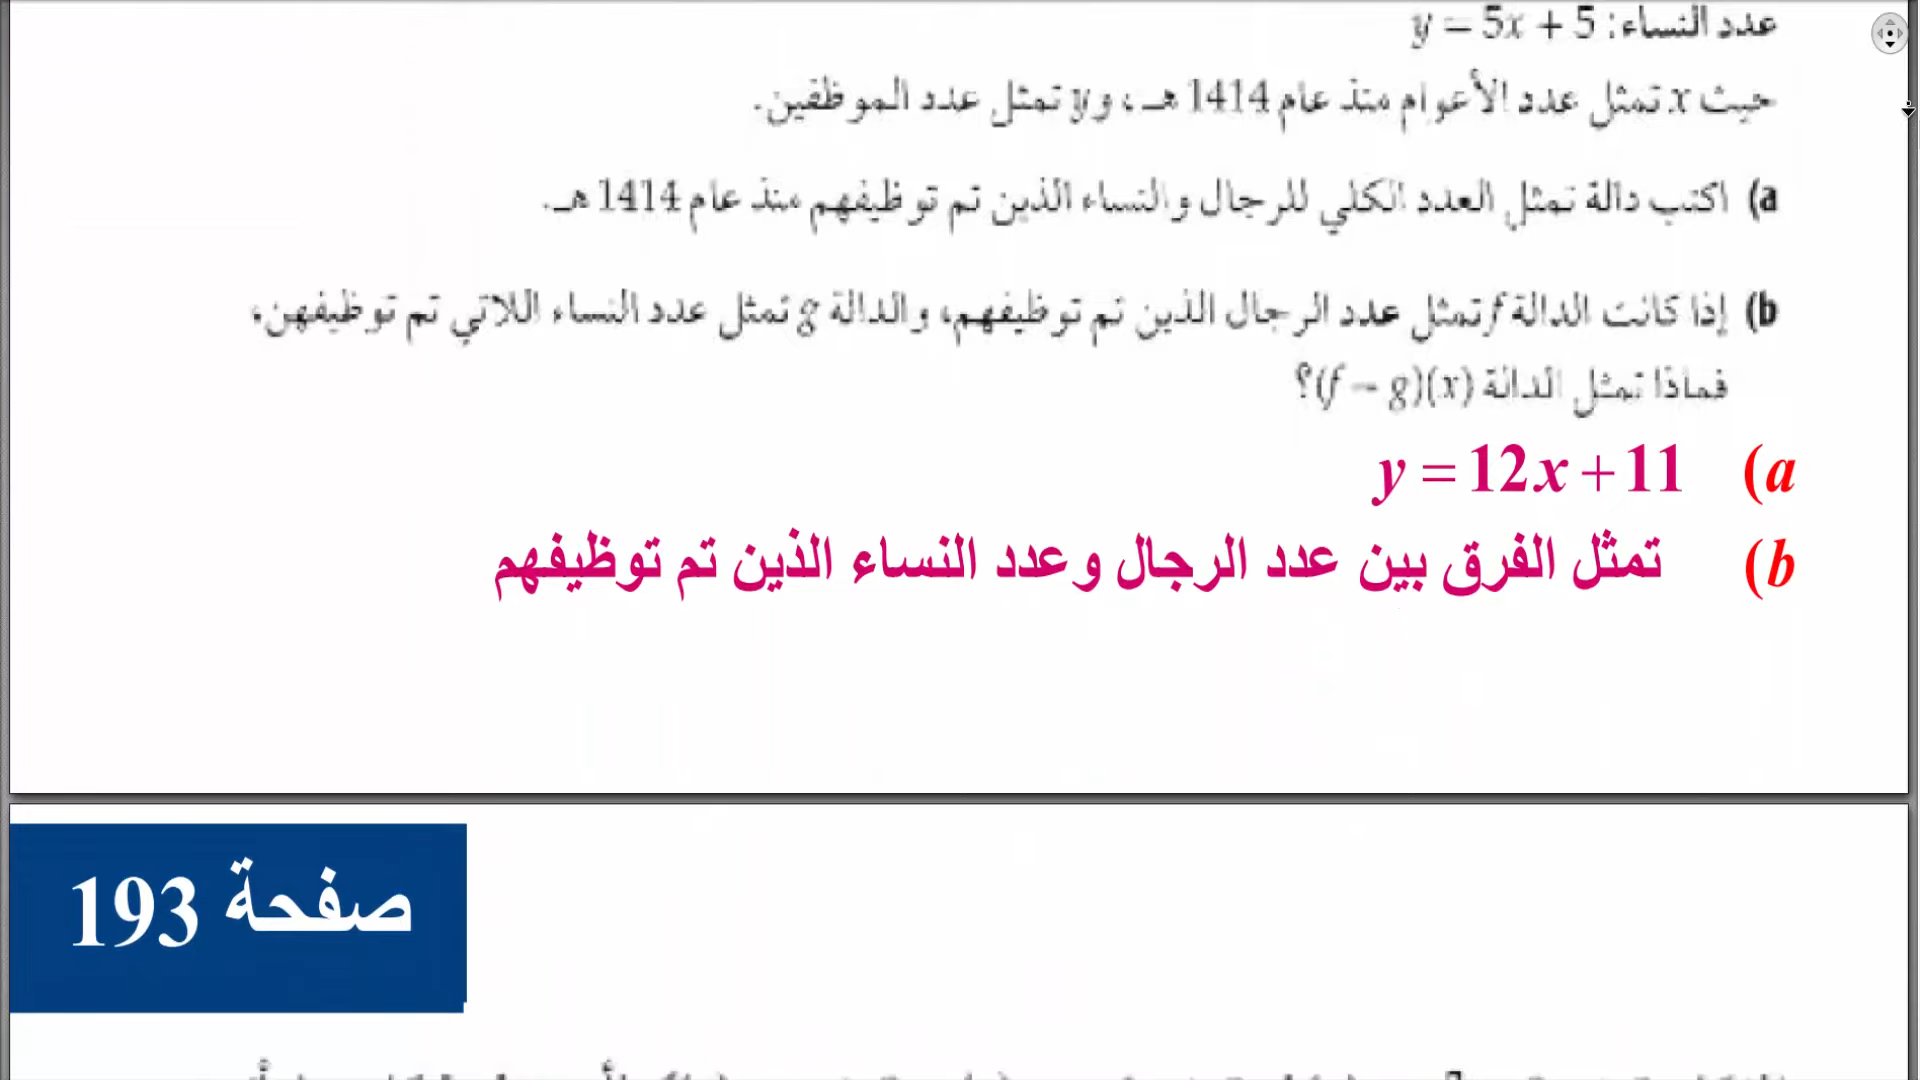 عدد النساء: y = 5x + 5
حيث x تمثل عدد الأعوام منذ عام 1414 هـ ، و y تمثل عدد الموظفين.
a) اكتب دالة تمثل العدد الكلي للرجال والنساء الذين تم توظيفهم منذ عام 1414 هـ.
b) إذا كانت الدالة f تمثل عدد الرجال الذين تم توظيفهم، والدالة g تمثل عدد النساء اللاتي تم توظيفهن،
فماذا تمثل الدالة (f − g)(x)؟
a) y = 12x + 11
b) تمثل الفرق بين عدد الرجال وعدد النساء الذين تم توظيفهم
صفحة 193